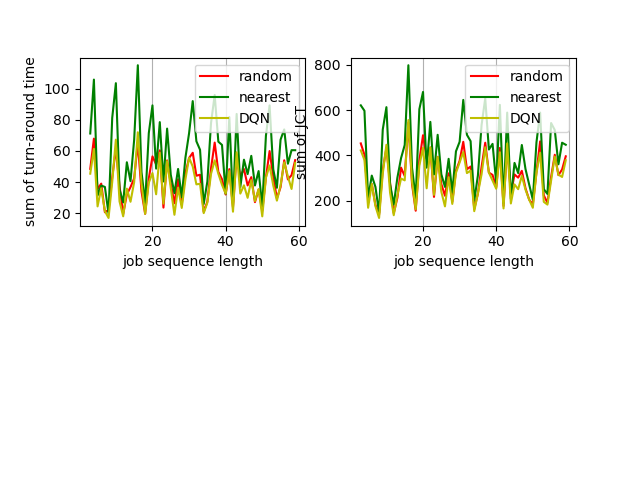 sum of turn-around time
100
80
60
40
20
20
40
60
job sequence length
random
nearest
DQN
sum of JCT
800
600
400
200
20
40
60
job sequence length
random
nearest
DQN